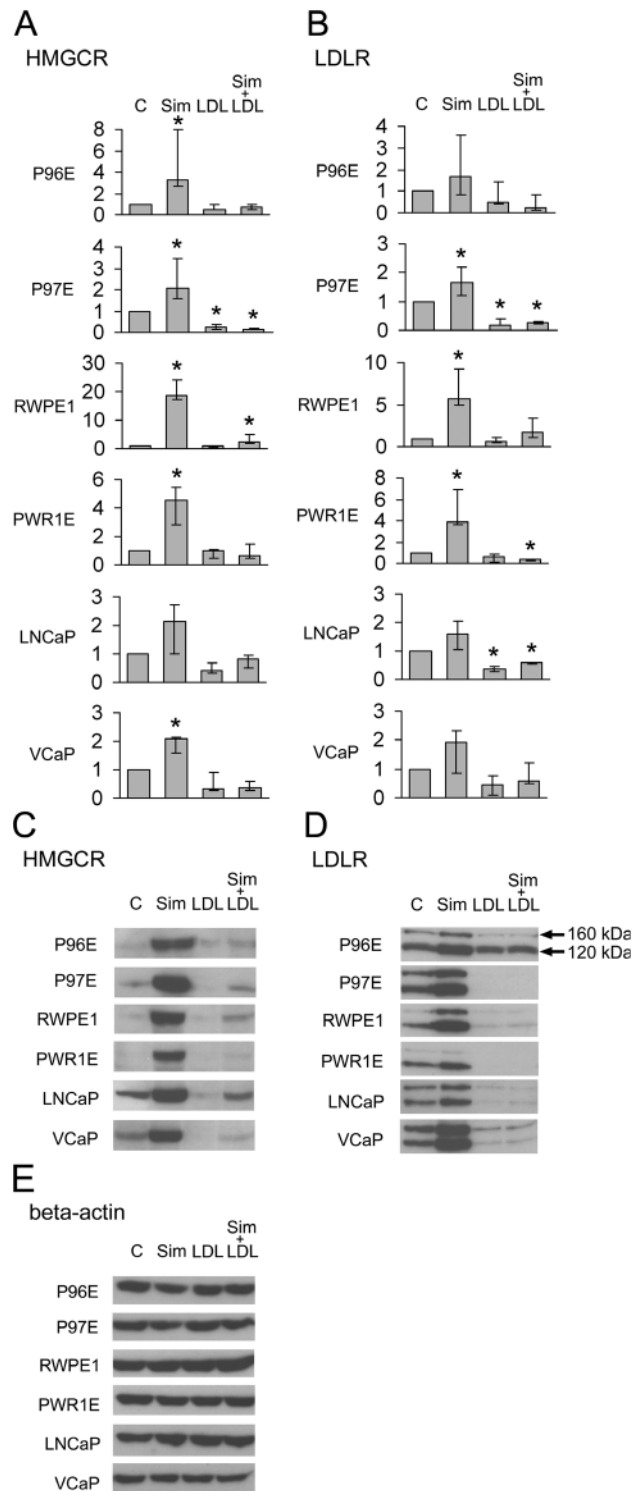 A
HMGCR
C Sim LDL Sim + LDL
P96E
8
6
4
2
0
*
P97E
4
3
2
1
0
* * *
RWPE1
30
20
10
0
* *
PWR1E
6
4
2
0
*
LNCaP
3
2
1
0
VCaP
3
2
1
0
*
B
LDLR
C Sim LDL Sim + LDL
P96E
4
3
2
1
0
P97E
3
2
1
0
* * *
RWPE1
10
5
0
*
PWR1E
8
6
4
2
0
* *
LNCaP
3
2
1
0
* *
VCaP
3
2
1
0
C
HMGCR
C Sim LDL Sim + LDL
P96E
P97E
RWPE1
PWR1E
LNCaP
VCaP
D
LDLR
C Sim LDL Sim + LDL
P96E
160 kDa
120 kDa
P97E
RWPE1
PWR1E
LNCaP
VCaP
E
beta-actin
C Sim LDL Sim + LDL
P96E
P97E
RWPE1
PWR1E
LNCaP
VCaP